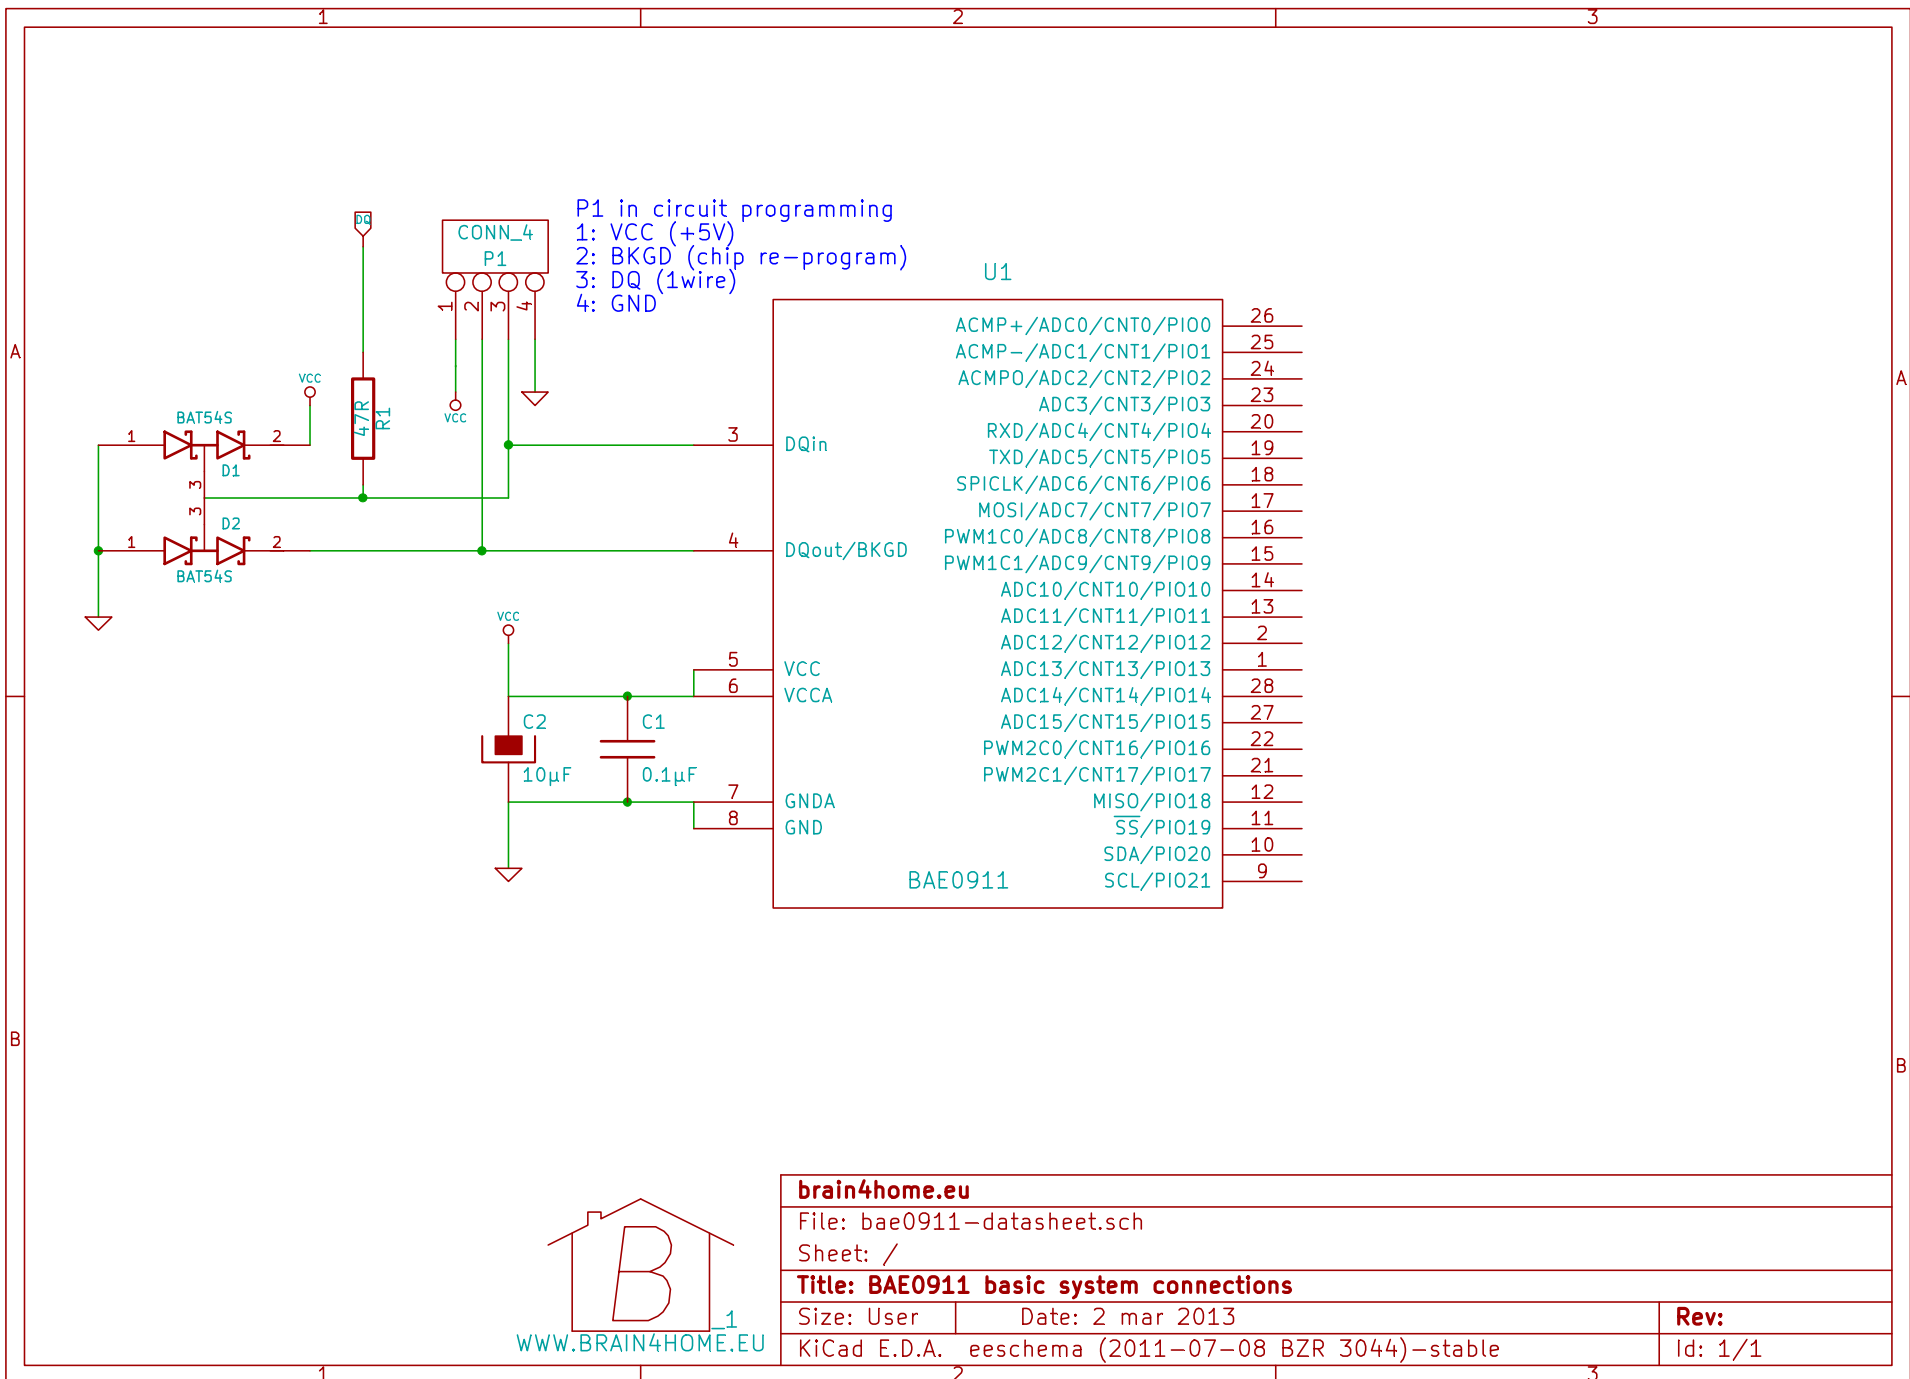 1 2 3
A
A
B
B
DQ
CONN_4
P1
1 2 3 4
P1 in circuit programming
1: VCC (+5V)
2: BKGD (chip re-program)
3: DQ (1wire)
4: GND
VCC
VCC
47R
R1
BAT54S
1 2
D1
3
3
D2
1 2
BAT54S
U1
3 DQin
4 DQout/BKGD
5 VCC
6 VCCA
7 GNDA
8 GND
VCC
C2
10µF
C1
0.1µF
ACMP+/ADC0/CNT0/PIO0 26
ACMP-/ADC1/CNT1/PIO1 25
ACMPO/ADC2/CNT2/PIO2 24
ADC3/CNT3/PIO3 23
RXD/ADC4/CNT4/PIO4 20
TXD/ADC5/CNT5/PIO5 19
SPICLK/ADC6/CNT6/PIO6 18
MOSI/ADC7/CNT7/PIO7 17
PWM1C0/ADC8/CNT8/PIO8 16
PWM1C1/ADC9/CNT9/PIO9 15
ADC10/CNT10/PIO10 14
ADC11/CNT11/PIO11 13
ADC12/CNT12/PIO12 2
ADC13/CNT13/PIO13 1
ADC14/CNT14/PIO14 28
ADC15/CNT15/PIO15 27
PWM2C0/CNT16/PIO16 22
PWM2C1/CNT17/PIO17 21
MISO/PIO18 12
SS/PIO19 11
SDA/PIO20 10
SCL/PIO21 9
BAE0911
B
_1
WWW.BRAIN4HOME.EU
brain4home.eu
File: bae0911-datasheet.sch
Sheet: /
Title: BAE0911 basic system connections
Size: User Date: 2 mar 2013 Rev:
KiCad E.D.A. eeschema (2011-07-08 BZR 3044)-stable Id: 1/1
1 2 3